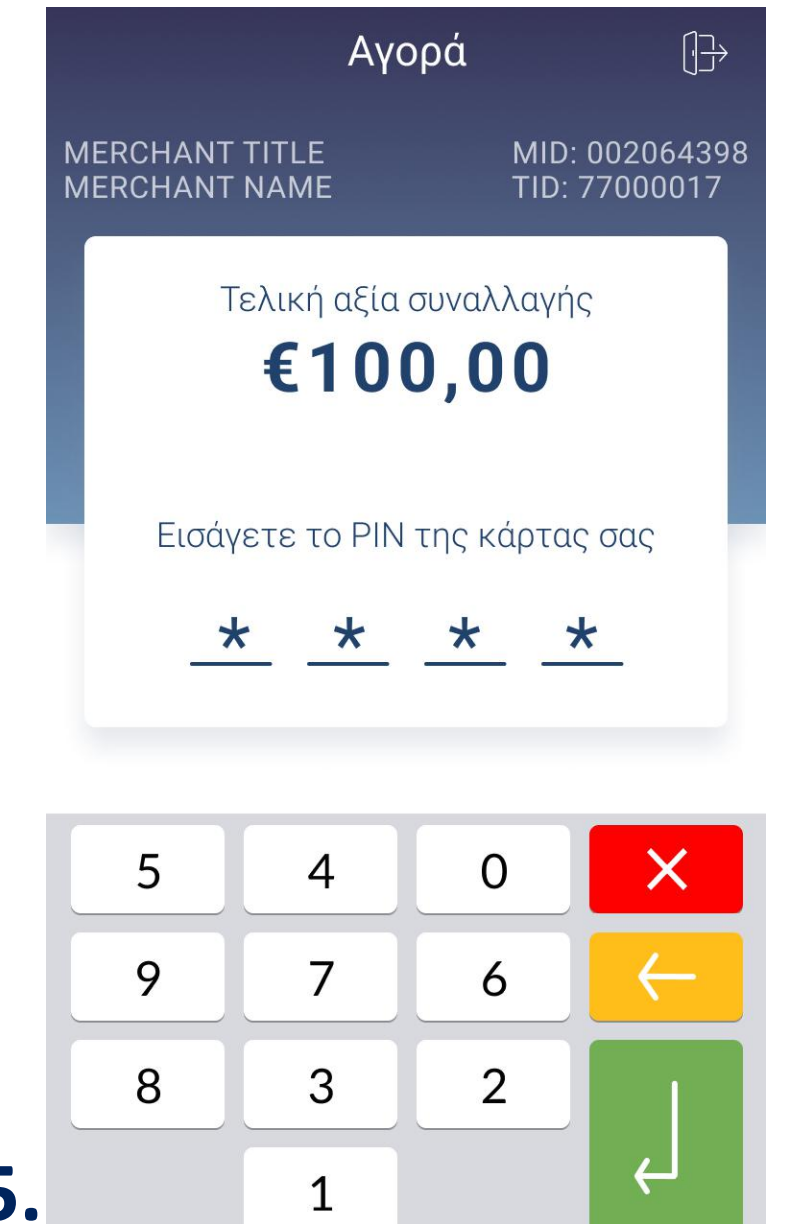 Αγορά
MERCHANT TITLE MID: 002064398
MERCHANT NAME TID: 77000017
Τελική αξία συναλλαγής
€100,00
Εισάγετε το PIN της κάρτας σας
* * * *
5 4 0
9 7 6
8 3 2
1
5.